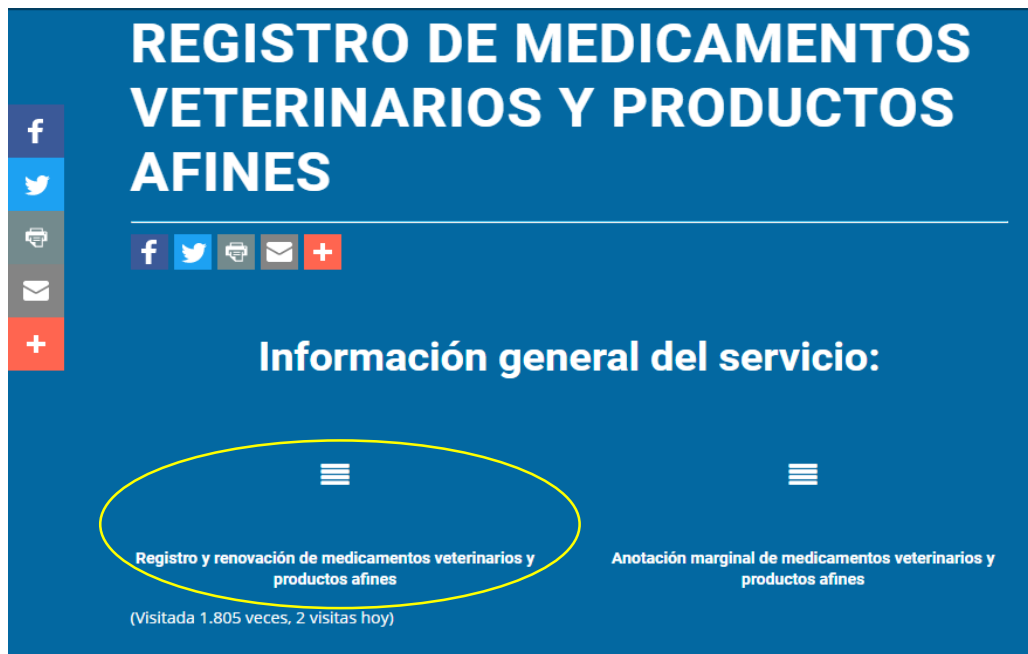 REGISTRO DE MEDICAMENTOS
VETERINARIOS Y PRODUCTOS
AFINES
Información general del servicio:
Registro y renovación de medicamentos veterinarios y
productos afines
Anotación marginal de medicamentos veterinarios y
productos afines
(Visitada 1.805 veces, 2 visitas hoy)